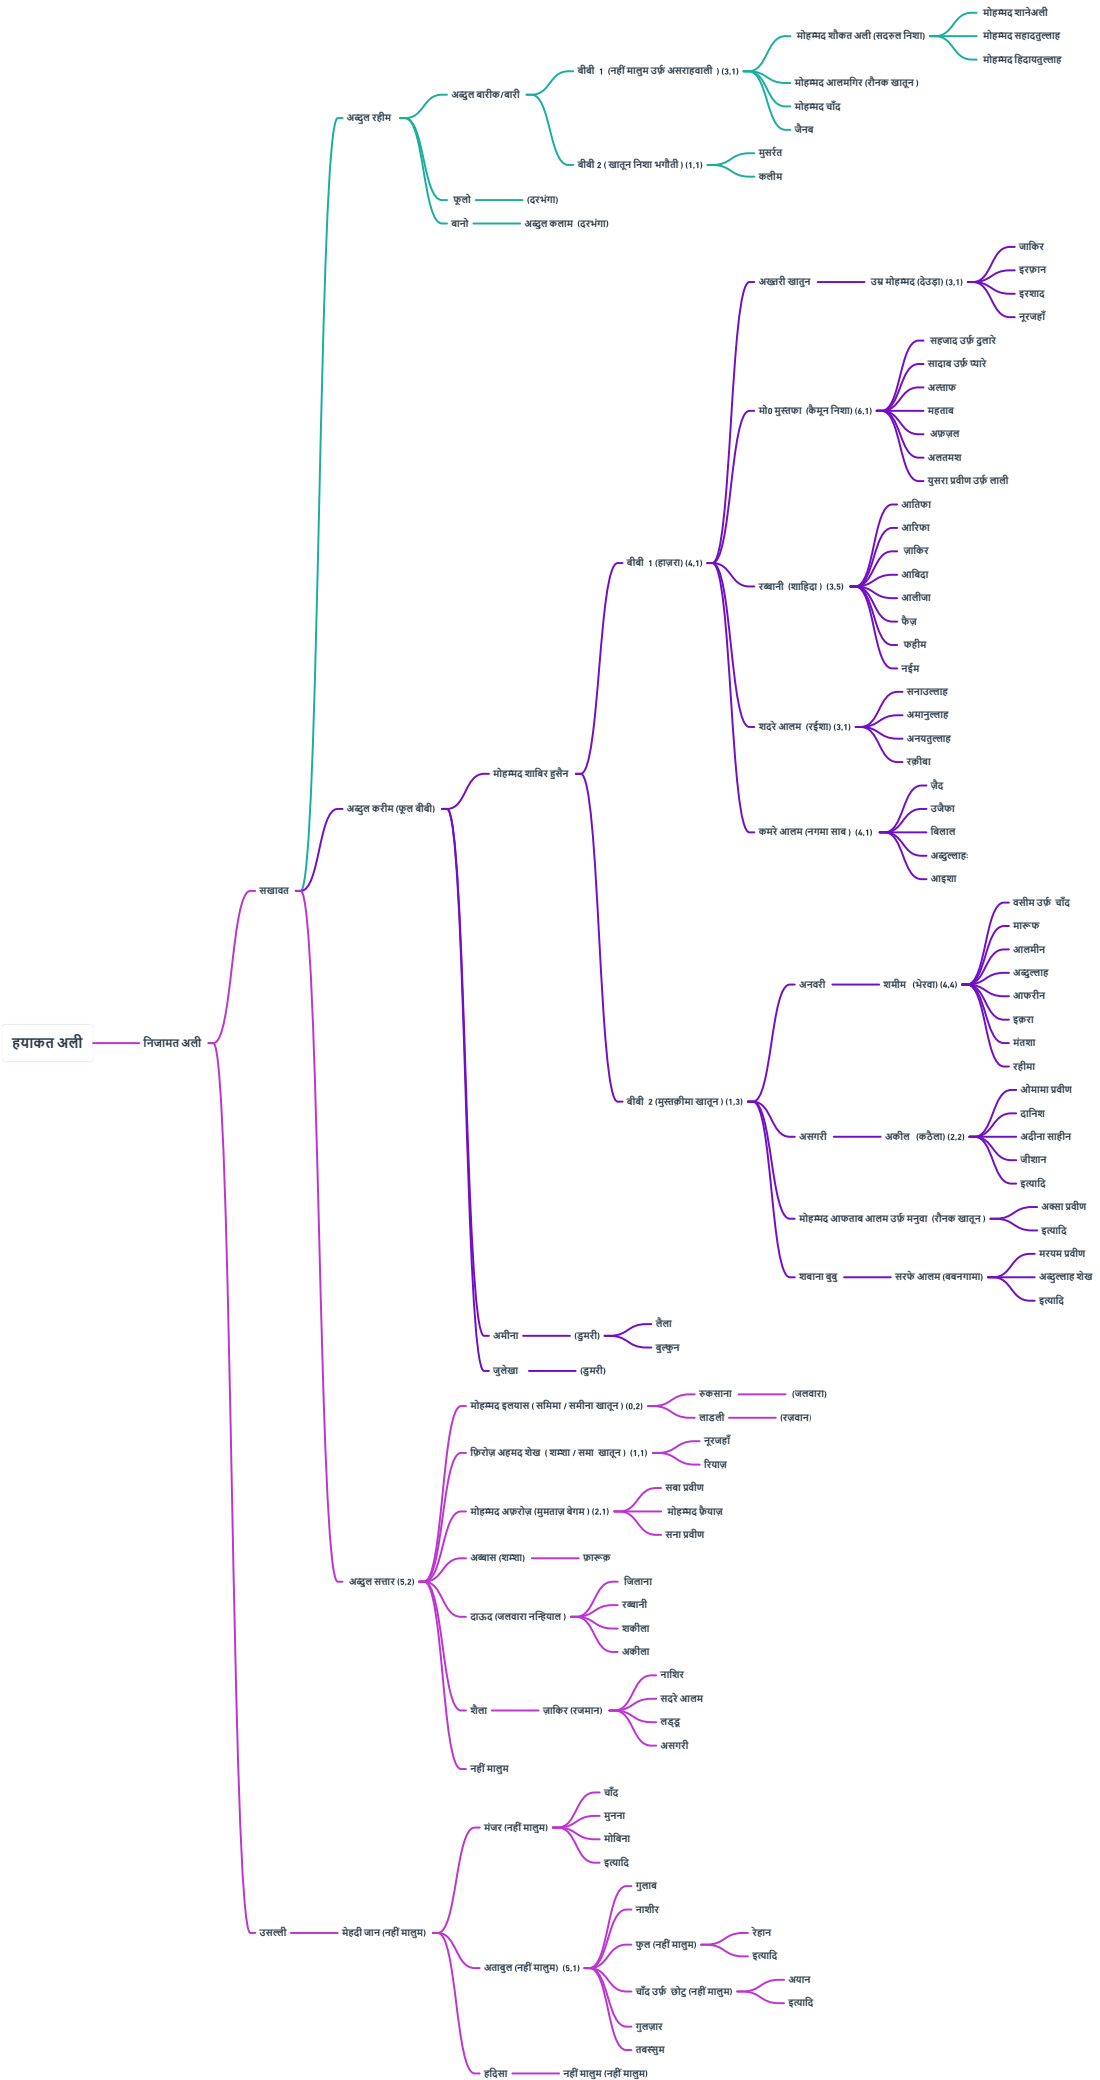 मोहम्मद शानेअली
मोहम्मद शौकत अली (सदरुल निशा)
मोहम्मद सहादतुल्लाह
मोहम्मद हिदायतुल्लाह
बीबी 1 (नहीं मालुम उर्फ़ असराहवाली ) (3,1)
मोहम्मद आलमगिर (रौनक खातून )
अब्दुल बारीक/बारी
मोहम्मद चाँद
अब्दुल रहीम
जैनब
मुसर्रत
बीबी 2 ( खातून निशा भगौती ) (1,1)
कलीम
फूलो
(दरभंगा)
बानो
अब्दुल कलाम (दरभंगा)
जाकिर
इरफ़ान
अख्तरी खातुन
उम्र मोहम्मद (देउड़ा) (3,1)
इरशाद
नूरजहाँ
सहजाद उर्फ़ दुलारे
सादाब उर्फ़ प्यारे
अल्ताफ
मो0 मुस्तफा (कैमून निशा) (6,1)
महताब
अफ़ज़ल
अलतमश
युसरा प्रवीण उर्फ़ लाली
आतिफा
आरिफा
ज़ाकिर
बीबी 1 (हाज़रा) (4,1)
आबिदा
रब्बानी (शाहिदा ) (3,5)
आलीजा
फैज़
फहीम
नईम
सनाउल्लाह
अमानुल्लाह
शदरे आलम (रईशा) (3,1)
अनयतुल्लाह
रक़ीबा
मोहम्मद शाबिर हुसैन
ज़ैद
अब्दुल करीम (फूल बीबी)
उजैफा
कमरे आलम (नगमा साब ) (4,1)
बिलाल
अब्दुल्लाहः
आइशा
सखावत
वसीम उर्फ़ चाँद
मारूफ
आलमीन
अब्दुल्लाह
अनवरी
शमीम (भेरवा) (4,4)
आफरीन
इक़रा
हयाकत अली
निजामत अली
मंतशा
रहीमा
ओमामा प्रवीण
बीबी 2 (मुस्तक़ीमा खातून ) (1,3)
दानिश
असगरी
अकील (कठैला) (2,2)
अदीना साहीन
जीशान
इत्यादि
अक्सा प्रवीण
मोहम्मद आफताब आलम उर्फ़ मनुवा (रौनक खातून )
इत्यादि
मरयम प्रवीण
शबाना बुबु
सरफे आलम (बबनगामा)
अब्दुल्लाह शेख
इत्यादि
लैला
अमीना
(डुमरी)
बुल्कुन
जुलेखा
(डुमरी)
रुकसाना
(जलवारा)
मोहम्मद इलयास ( समिमा / समीना खातून ) (0,2)
लाडली
(रज़वान)
नूरजहाँ
फ़िरोज़ अहमद शेख ( शम्शा / समा खातून ) (1,1)
रियाज़
सबा प्रवीण
मोहम्मद अफ़रोज़ (मुमताज़ बेगम ) (2,1)
मोहम्मद फ़ैयाज़
सना प्रवीण
अब्बास (शम्शा)
फ़ारूक़
अब्दुल सत्तार (5,2)
जिलाना
रब्बानी
दाऊद (जलवारा नन्हियाल )
शकीला
अकीला
नाशिर
सदरे आलम
शैला
ज़ाकिर (रजमान)
लड्डू
असगरी
नहीं मालुम
चाँद
मुनना
मंजर (नहीं मालुम)
मोबिना
इत्यादि
गुलाब
नाशीर
उसल्ली
मेहदी जान (नहीं मालुम)
रेहान
फुल (नहीं मालुम)
इत्यादि
अताबुल (नहीं मालुम) (5,1)
अयान
चाँद उर्फ़ छोटु (नहीं मालुम)
इत्यादि
गुलज़ार
तबस्सुम
हदिसा
नहीं मालुम (नहीं मालुम)